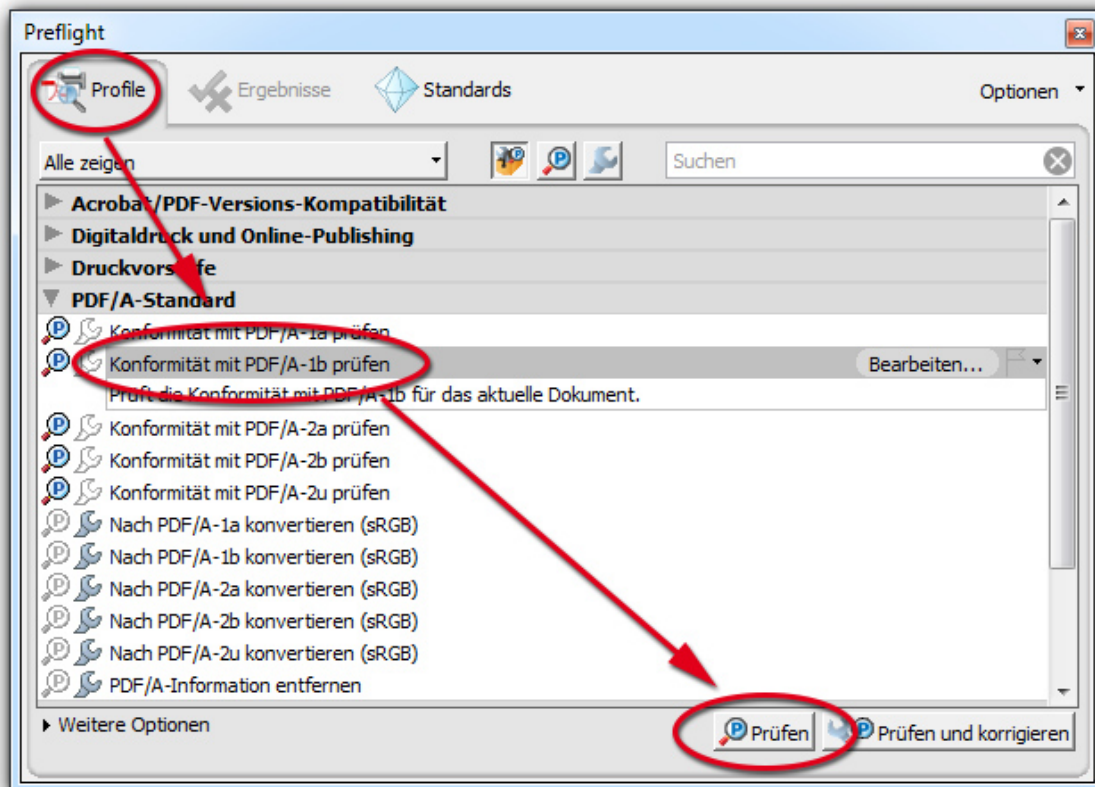 Preflight
Profile
Ergebnisse
Standards
Optionen
Alle zeigen
Suchen
Acrobat/PDF-Versions-Kompatibilität
Digitaldruck und Online-Publishing
Druckvorstufe
PDF/A-Standard
Konformität mit PDF/A-1a prüfen
Konformität mit PDF/A-1b prüfen
Bearbeiten...
Prüft die Konformität mit PDF/A-1b für das aktuelle Dokument.
Konformität mit PDF/A-2a prüfen
Konformität mit PDF/A-2b prüfen
Konformität mit PDF/A-2u prüfen
Nach PDF/A-1a konvertieren (sRGB)
Nach PDF/A-1b konvertieren (sRGB)
Nach PDF/A-2a konvertieren (sRGB)
Nach PDF/A-2b konvertieren (sRGB)
Nach PDF/A-2u konvertieren (sRGB)
PDF/A-Information entfernen
Weitere Optionen
Prüfen
Prüfen und korrigieren